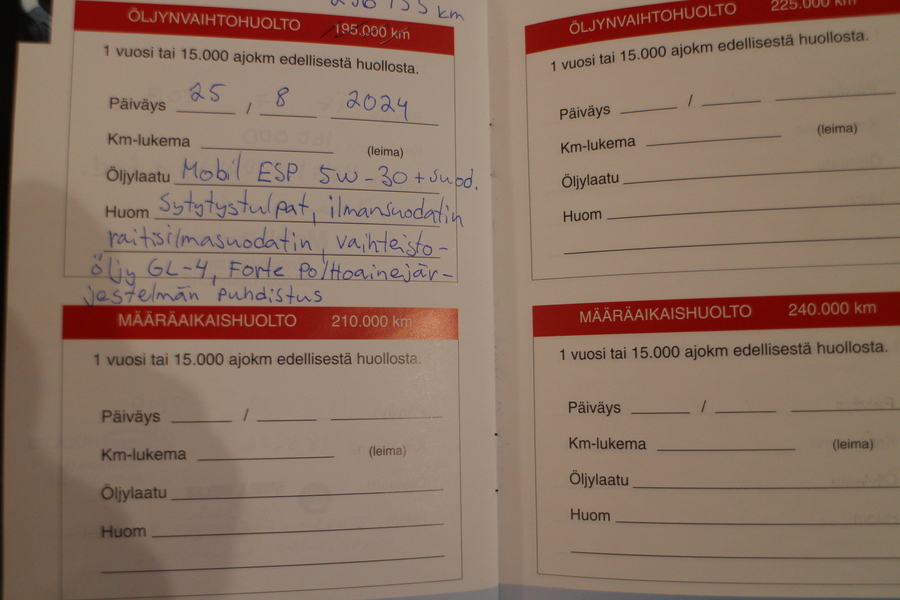 km
ÖLJYNVAIHTOHUOLTO 195.000 km
1 vuosi tai 15.000 ajokm edellisestä huollosta.
Päiväys 25 / 8 2024
Km-lukema (leima)
Öljylaatu Mobil ESP 5W-30 + suod.
Huom Sytytystulpat, ilmansuodatin
raitisilmasuodatin, vaihteisto-
öljy GL-4, Forte Polttoainejär-
jestelmän puhdistus
MÄÄRÄAIKAISHUOLTO 210.000 km
1 vuosi tai 15.000 ajokm edellisestä huollosta.
Päiväys /
Km-lukema (leima)
Öljylaatu
Huom
ÖLJYNVAIHTOHUOLTO 225.000 km
1 vuosi tai 15.000 ajokm edellisestä huollosta.
Päiväys /
Km-lukema (leima)
Öljylaatu
Huom
MÄÄRÄAIKAISHUOLTO 240.000 km
1 vuosi tai 15.000 ajokm edellisestä huollosta.
Päiväys /
Km-lukema (leima)
Öljylaatu
Huom